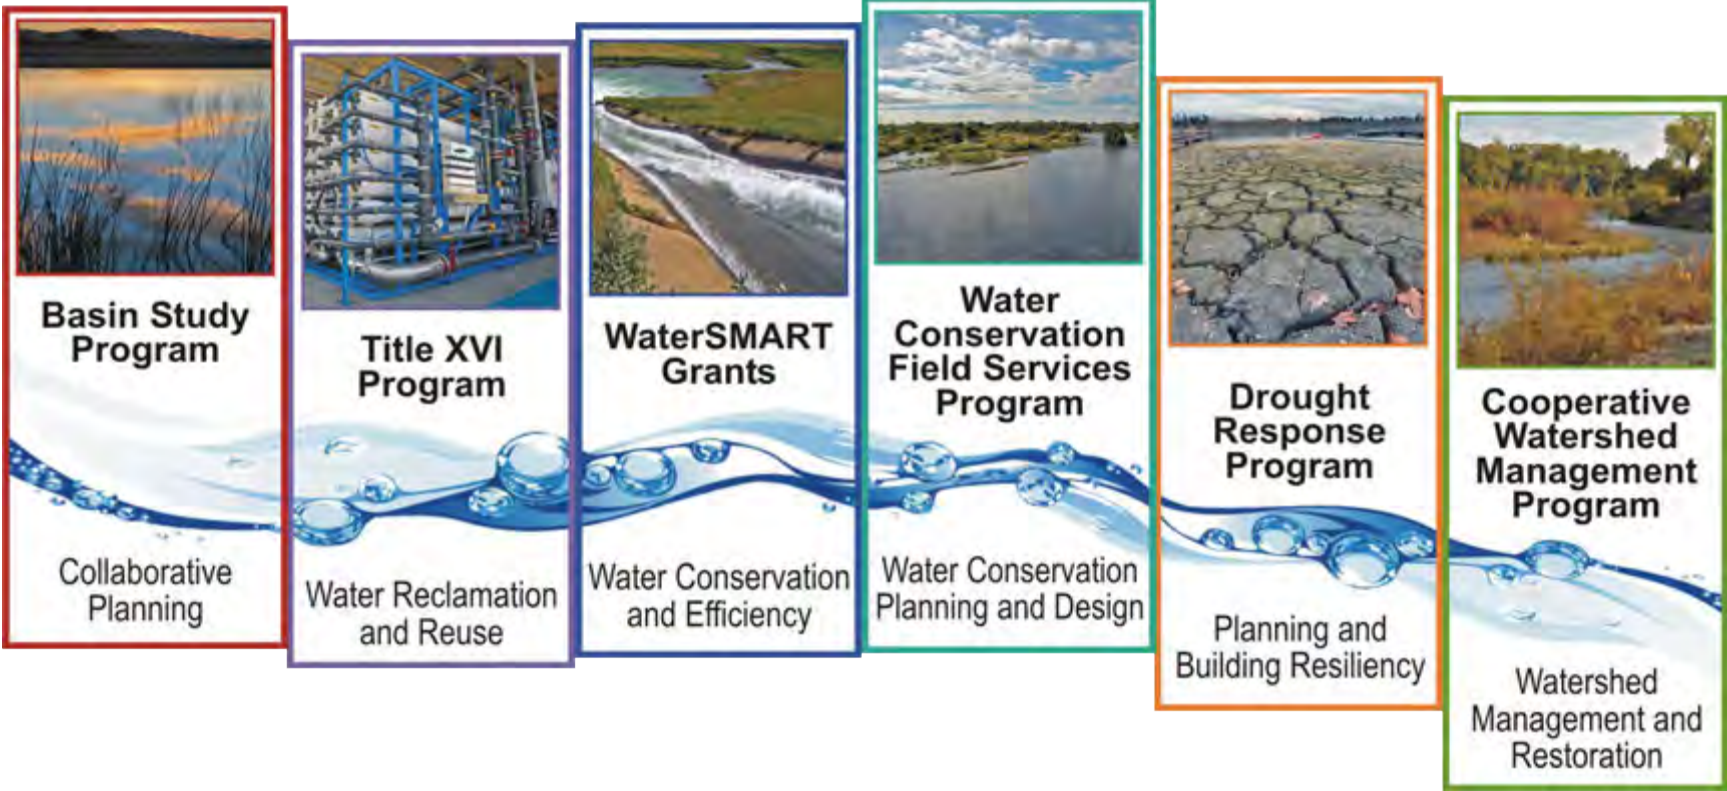 Basin Study
Program
Collaborative
Planning
Title XVI
Program
Water Reclamation
and Reuse
WaterSMART
Grants
Water Conservation
and Efficiency
Water
Conservation
Field Services
Program
Water Conservation
Planning and Design
Drought
Response
Program
Planning and
Building Resiliency
Cooperative
Watershed
Management
Program
Watershed
Management and
Restoration